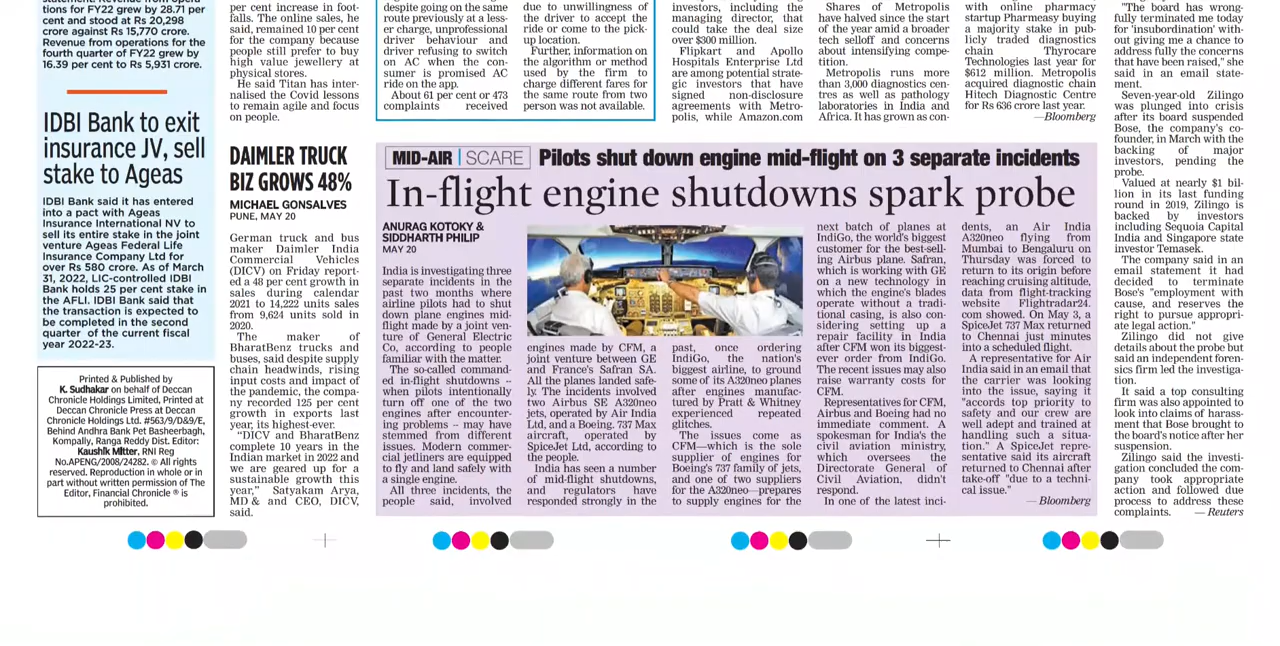 statement. Revenue from opera-
tions for FY22 grew by 28.71 per
cent and stood at Rs 20,298
crore against Rs 15,770 crore.
Revenue from operations for the
fourth quarter of FY22 grew by
16.39 per cent to Rs 5,931 crore.
IDBI Bank to exit
insurance JV, sell
stake to Ageas
IDBI Bank said it has entered
into a pact with Ageas
Insurance International NV to
sell its entire stake in the joint
venture Ageas Federal Life
Insurance Company Ltd for
over Rs 580 crore. As of March
31, 2022, LIC-controlled IDBI
Bank holds 25 per cent stake in
the AFLI. IDBI Bank said that
the transaction is expected to
be completed in the second
quarter of the current fiscal
year 2022-23.
Printed & Published by
K. Sudhakar on behalf of Deccan
Chronicle Holdings Limited, Printed at
Deccan Chronicle Press at Deccan
Chronicle Holdings Ltd. #563/9/D&9/E,
Behind Andhra Bank Pet Basheerbagh,
Kompally, Ranga Reddy Dist. Editor:
Kaushik Mitter, RNI Reg
No.APENG/2008/24282. © All rights
reserved. Reproduction in whole or in
part without written permission of The
Editor, Financial Chronicle ® is
prohibited.
per cent increase in foot-
falls. The online sales, he
said, remained 10 per cent
for the company because
people still prefer to buy
high value jewellery at
physical stores.
He said Titan has inter-
nalised the Covid lessons
to remain agile and focus
on people.
DAIMLER TRUCK
BIZ GROWS 48%
MICHAEL GONSALVES
PUNE, MAY 20
German truck and bus
maker Daimler India
Commercial Vehicles
(DICV) on Friday report-
ed a 48 per cent growth in
sales during calendar
2021 to 14,222 units sales
from 9,624 units sold in
2020.
The maker of
BharatBenz trucks and
buses, said despite supply
chain headwinds, rising
input costs and impact of
the pandemic, the compa-
ny recorded 125 per cent
growth in exports last
year, its highest-ever.
"DICV and BharatBenz
complete 10 years in the
Indian market in 2022 and
we are geared up for a
sustainable growth this
year," Satyakam Arya,
MD & and CEO, DICV,
said.
despite going on the same
route previously at a less-
er charge, unprofessional
driver behaviour and
driver refusing to switch
on AC when the con-
sumer is promised AC
ride on the app.
About 61 per cent or 473
complaints received
due to unwillingness of
the driver to accept the
ride or come to the pick-
up location.
Further, information on
the algorithm or method
used by the firm to
charge different fares for
the same route from two
person was not available.
investors, including the
managing director, that
could take the deal size
over $300 million.
Flipkart and Apollo
Hospitals Enterprise Ltd
are among potential strate-
gic investors that have
signed non-disclosure
agreements with Metro-
polis, while Amazon.com
Shares of Metropolis
have halved since the start
of the year amid a broader
tech selloff and concerns
about intensifying compe-
tition.
Metropolis runs more
than 3,000 diagnostics cen-
tres as well as pathology
laboratories in India and
Africa. It has grown as con-
with online pharmacy
startup Pharmeasy buying
a majority stake in pub-
licly traded diagnostics
chain Thyrocare
Technologies last year for
$612 million. Metropolis
acquired diagnostic chain
Hitech Diagnostic Centre
for Rs 636 crore last year.
—Bloomberg
MID-AIR | SCARE Pilots shut down engine mid-flight on 3 separate incidents
In-flight engine shutdowns spark probe
ANURAG KOTOKY &
SIDDHARTH PHILIP
MAY 20
India is investigating three
separate incidents in the
past two months where
airline pilots had to shut
down plane engines mid-
flight made by a joint ven-
ture of General Electric
Co, according to people
familiar with the matter.
The so-called command-
ed in-flight shutdowns --
when pilots intentionally
turn off one of the two
engines after encounter-
ing problems -- may have
stemmed from different
issues. Modern commer-
cial jetliners are equipped
to fly and land safely with
a single engine.
All three incidents, the
people said, involved
engines made by CFM, a
joint venture between GE
and France's Safran SA.
All the planes landed safe-
ly. The incidents involved
two Airbus SE A320neo
jets, operated by Air India
Ltd, and a Boeing. 737 Max
aircraft, operated by
SpiceJet Ltd, according to
the people.
India has seen a number
of mid-flight shutdowns,
and regulators have
responded strongly in the
past, once ordering
IndiGo, the nation's
biggest airline, to ground
some of its A320neo planes
after engines manufac-
tured by Pratt & Whitney
experienced repeated
glitches.
The issues come as
CFM—which is the sole
supplier of engines for
Boeing's 737 family of jets,
and one of two suppliers
for the A320neo—prepares
to supply engines for the
next batch of planes at
IndiGo, the world's biggest
customer for the best-sell-
ing Airbus plane. Safran,
which is working with GE
on a new technology in
which the engine's blades
operate without a tradi-
tional casing, is also con-
sidering setting up a
repair facility in India
after CFM won its biggest-
ever order from IndiGo.
The recent issues may also
raise warranty costs for
CFM.
Representatives for CFM,
Airbus and Boeing had no
immediate comment. A
spokesman for India's the
civil aviation ministry,
which oversees the
Directorate General of
Civil Aviation, didn't
respond.
In one of the latest inci-
dents, an Air India
A320neo flying from
Mumbai to Bengaluru on
Thursday was forced to
return to its origin before
reaching cruising altitude,
data from flight-tracking
website Flightradar24.
com showed. On May 3, a
SpiceJet 737 Max returned
to Chennai just minutes
into a scheduled flight.
A representative for Air
India said in an email that
the carrier was looking
into the issue, saying it
"accords top priority to
safety and our crew are
well adept and trained at
handling such a situa-
tion." A SpiceJet repre-
sentative said its aircraft
returned to Chennai after
take-off "due to a techni-
cal issue."
— Bloomberg
"The board has wrong-
fully terminated me today
for 'insubordination' with-
out giving me a chance to
address fully the concerns
that have been raised," she
said in an email state-
ment.
Seven-year-old Zilingo
was plunged into crisis
after its board suspended
Bose, the company's co-
founder, in March with the
backing of major
investors, pending the
probe.
Valued at nearly $1 bil-
lion in its last funding
round in 2019, Zilingo is
backed by investors
including Sequoia Capital
India and Singapore state
investor Temasek.
The company said in an
email statement it had
decided to terminate
Bose's "employment with
cause, and reserves the
right to pursue appropri-
ate legal action."
Zilingo did not give
details about the probe but
said an independent foren-
sics firm led the investiga-
tion.
It said a top consulting
firm was also appointed to
look into claims of harass-
ment that Bose brought to
the board's notice after her
suspension.
Zilingo said the investi-
gation concluded the com-
pany took appropriate
action and followed due
process to address these
complaints. — Reuters